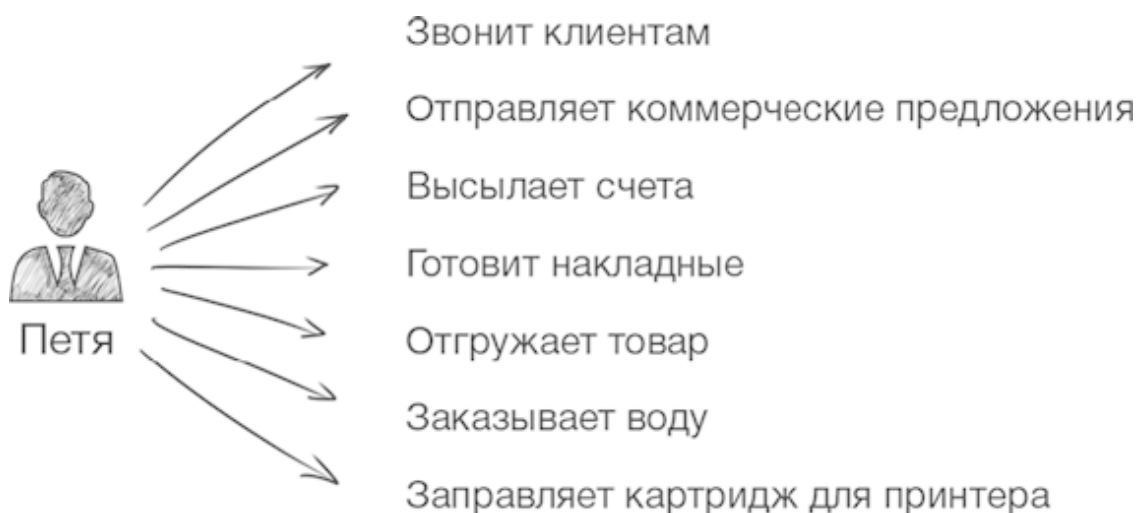 Звонит клиентам
Отправляет коммерческие предложения
Высылает счета
Готовит накладные
Петя
Отгружает товар
Заказывает воду
Заправляет картридж для принтера